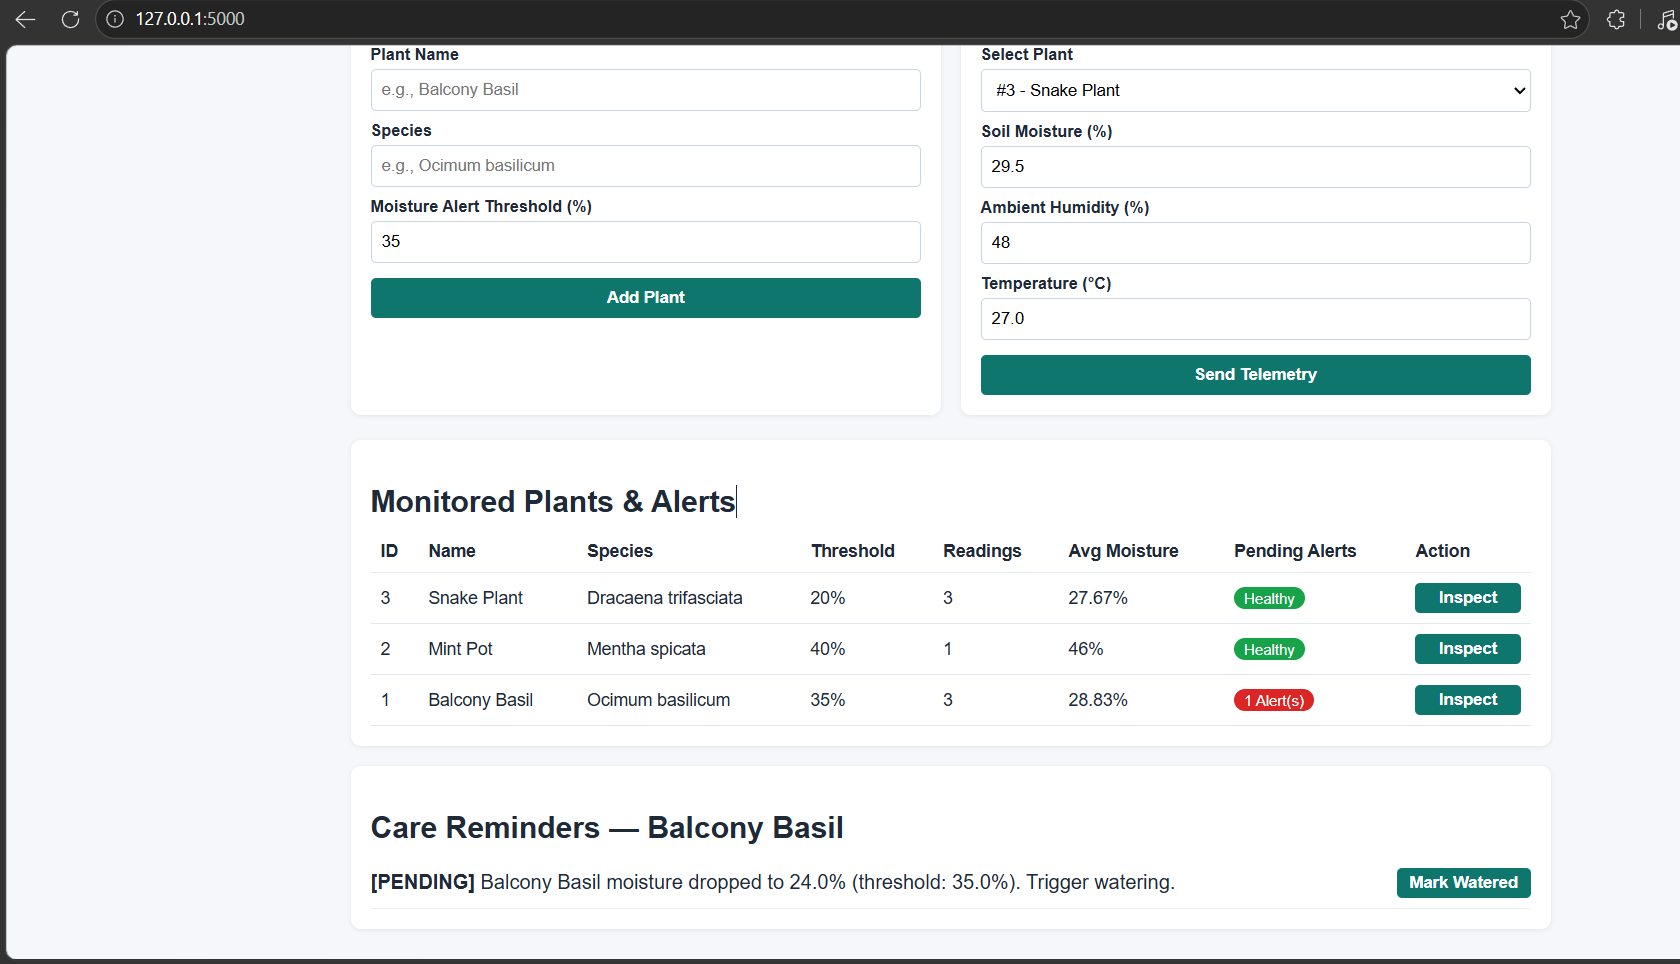 127.0.0.1:5000
Plant Name
e.g., Balcony Basil
Species
e.g., Ocimum basilicum
Moisture Alert Threshold (%)
35
Add Plant
Select Plant
#3 - Snake Plant
Soil Moisture (%)
29.5
Ambient Humidity (%)
48
Temperature (°C)
27.0
Send Telemetry
Monitored Plants & Alerts
ID Name Species Threshold Readings Avg Moisture Pending Alerts Action
3 Snake Plant Dracaena trifasciata 20% 3 27.67% Healthy Inspect
2 Mint Pot Mentha spicata 40% 1 46% Healthy Inspect
1 Balcony Basil Ocimum basilicum 35% 3 28.83% 1 Alert(s) Inspect
Care Reminders — Balcony Basil
[PENDING] Balcony Basil moisture dropped to 24.0% (threshold: 35.0%). Trigger watering. Mark Watered